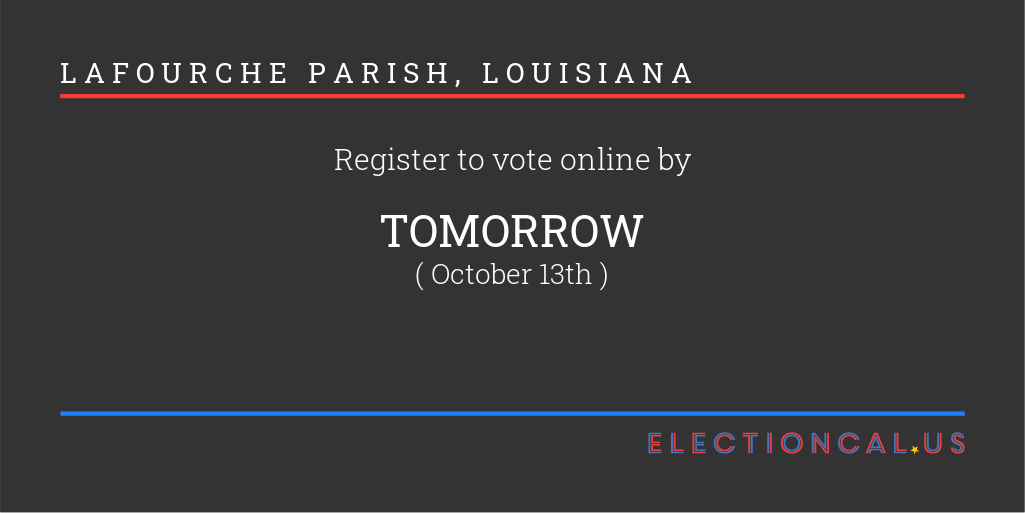 LAFOURCHE PARISH, LOUISIANA
Register to vote online by
TOMORROW
( October 13th )
ELECTIONCAL.US